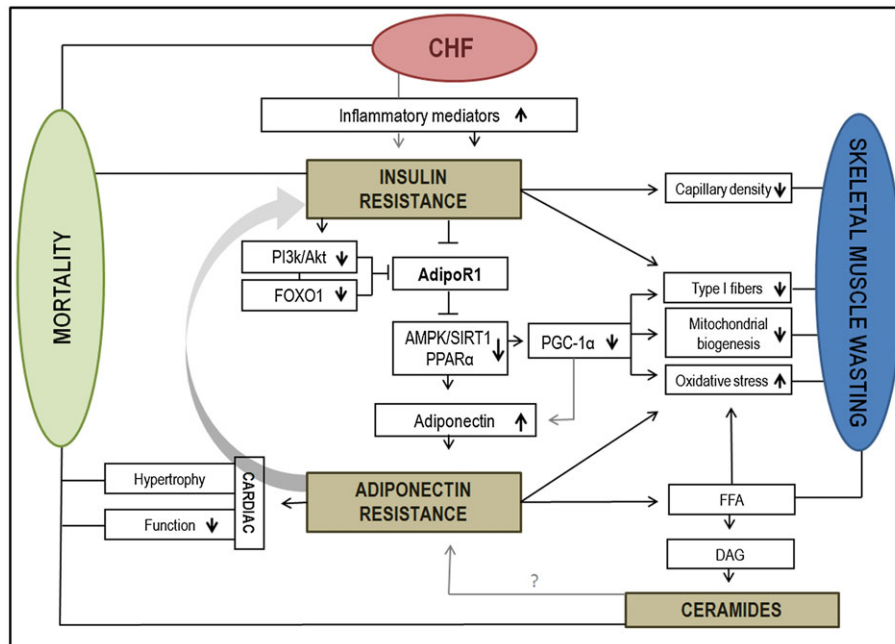 CHF
Inflammatory mediators
INSULIN
RESISTANCE
Capillary density
PI3k/Akt
FOXO1
AdipoR1
Type I fibers
AMPK/SIRT1
PPARα
PGC-1α
Mitochondrial
biogenesis
Oxidative stress
Adiponectin
MORTALITY
SKELETAL MUSCLE WASTING
Hypertrophy
Function
CARDIAC
ADIPONECTIN
RESISTANCE
FFA
DAG
?
CERAMIDES